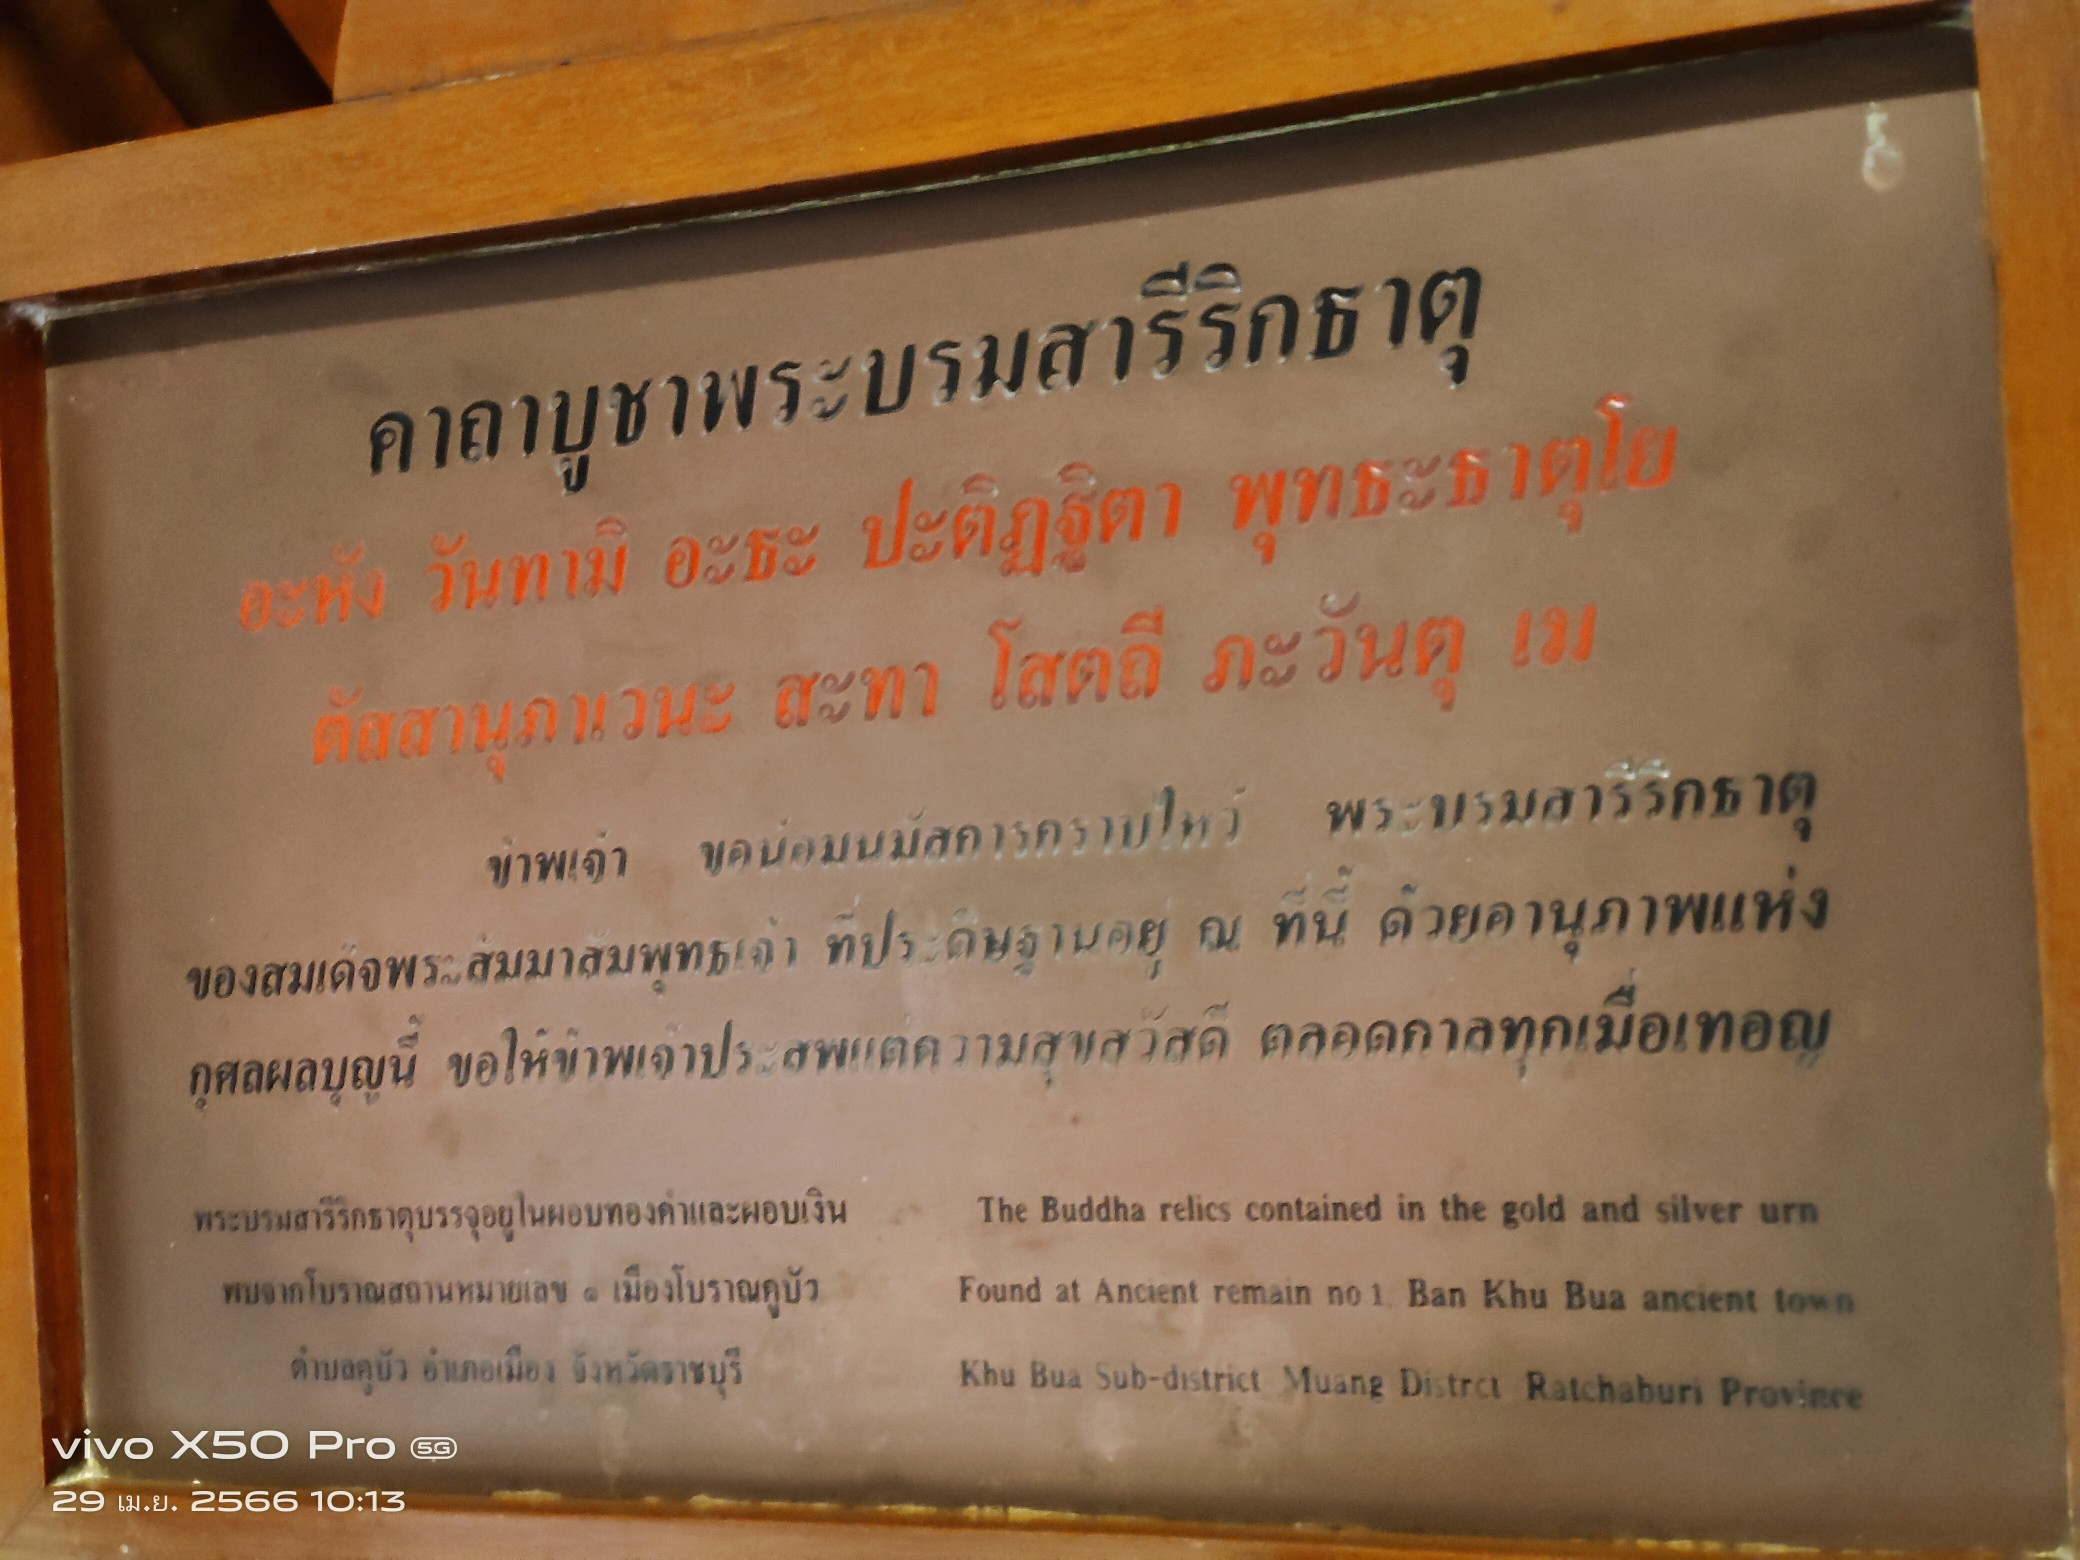 คาถาบูชาพระบรมสารีริกธาตุ
อะหัง วันทามิ อะธะ ปะติฏฐิตา พุทธะธาตุโย
ตัสสานุภาเวนะ สะทา โสตถี ภะวันตุ เม
ข้าพเจ้า ขอน้อมนมัสการกราบไหว้ พระบรมสารีริกธาตุ
ของสมเด็จพระสัมมาสัมพุทธเจ้า ที่ประดิษฐานอยู่ ณ ที่นี้ ด้วยอานุภาพแห่ง
กุศลผลบุญนี้ ขอให้ข้าพเจ้าประสพแต่ความสุขสวัสดี ตลอดกาลทุกเมื่อเทอญ
พระบรมสารีริกธาตุบรรจุอยู่ในผอบทองคำและผอบเงิน
พบจากโบราณสถานหมายเลข ๑ เมืองโบราณคูบัว
ตำบลคูบัว อำเภอเมือง จังหวัดราชบุรี
The Buddha relics contained in the gold and silver urn
Found at Ancient remain no 1. Ban Khu Bua ancient town
Khu Bua Sub-district Muang Distrct Ratchaburi Province
vivo X50 Pro 5G
29 เม.ย. 2566 10:13